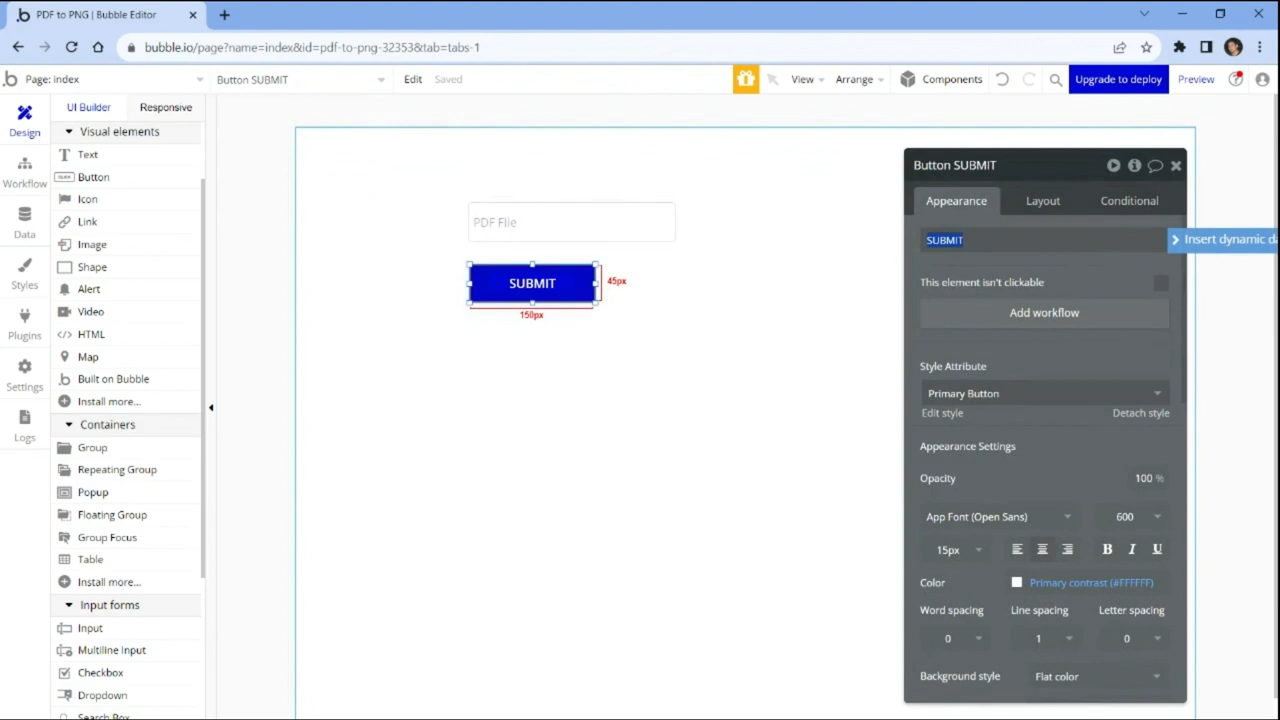 PDF to PNG | Bubble Editor
bubble.io/page?name=index&id=pdf-to-png-32353&tab=tabs-1
Page: index
Button SUBMIT
Edit
Saved
View
Arrange
Components
Upgrade to deploy
Preview
Design
Workflow
Data
Styles
Plugins
Settings
Logs
UI Builder
Responsive
Visual elements
Text
CLICK Button
Icon
Link
Image
Shape
Alert
Video
HTML
Map
Built on Bubble
Install more...
Containers
Group
Repeating Group
Popup
Floating Group
Group Focus
Table
Install more...
Input forms
Input
Multiline Input
Checkbox
Dropdown
Search Box
PDF File
SUBMIT
45px
150px
Button SUBMIT
Appearance
Layout
Conditional
SUBMIT
Insert dynamic da
This element isn't clickable
Add workflow
Style Attribute
Primary Button
Edit style
Detach style
Appearance Settings
Opacity
100 %
App Font (Open Sans)
600
15px
B I U
Color
Primary contrast (#FFFFFF)
Word spacing
Line spacing
Letter spacing
0
1
0
Background style
Flat color